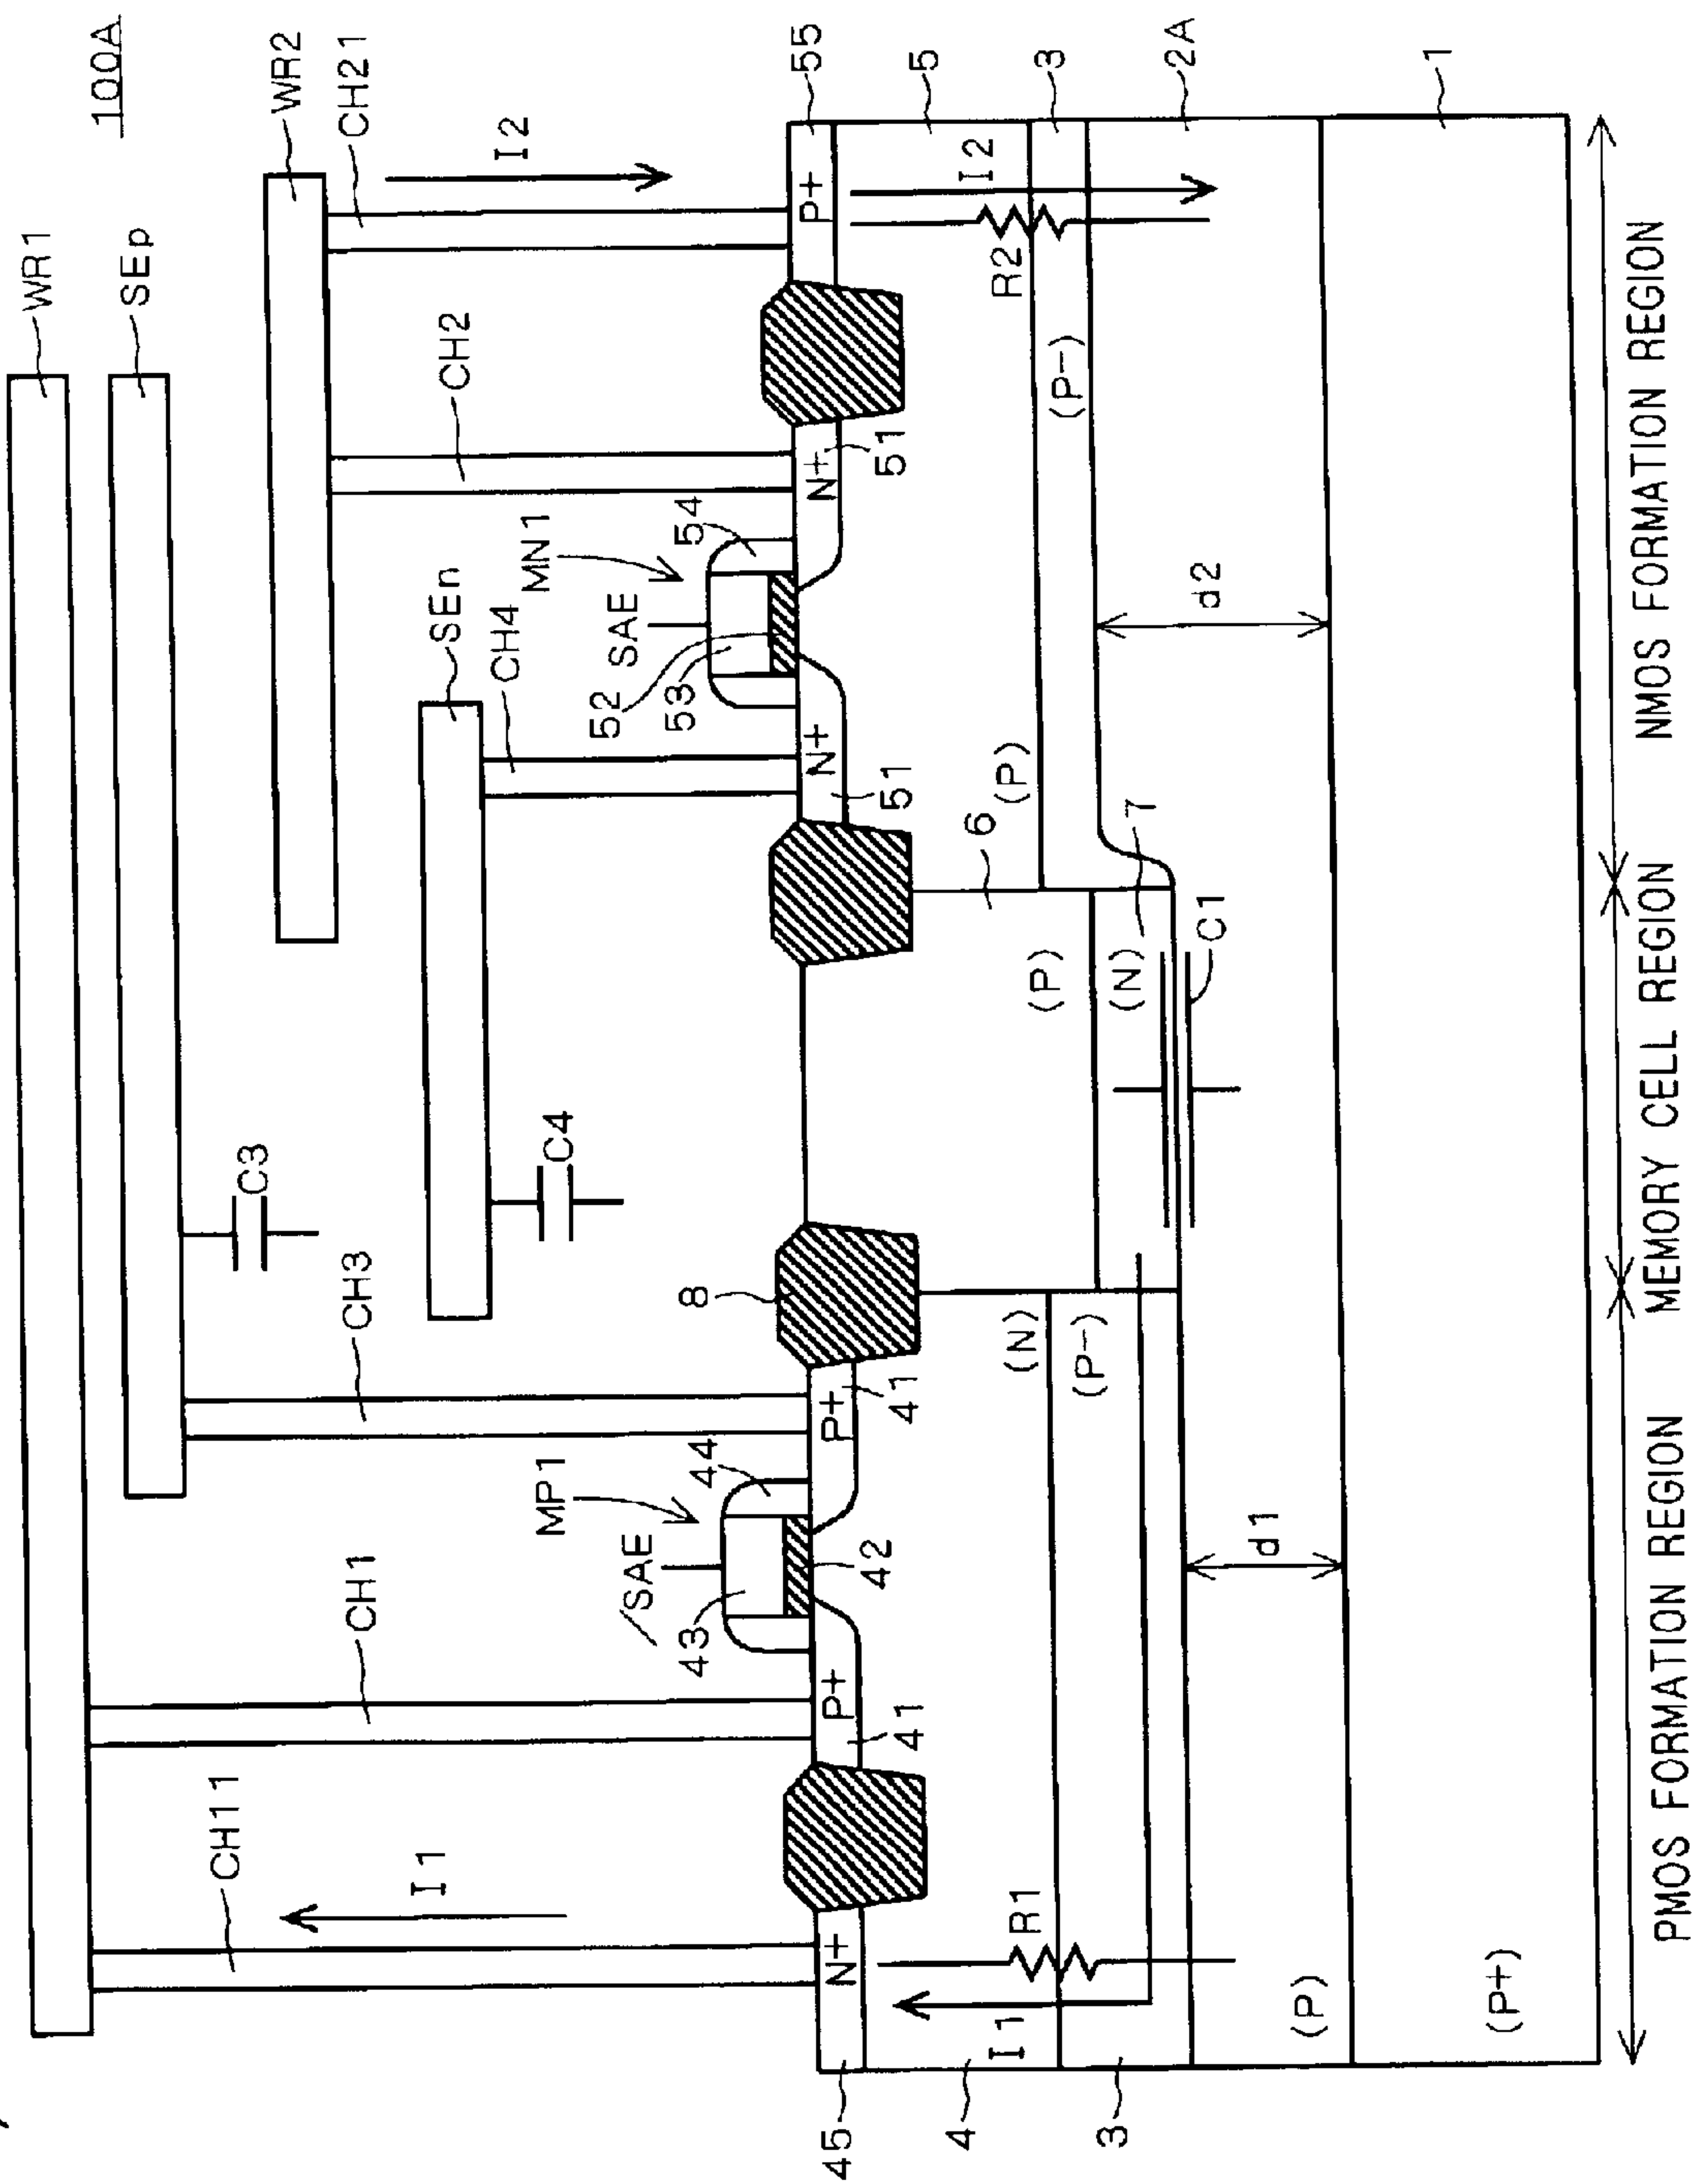 100A
WR1
SEp
WR2
CH21
I2
CH2
SEn
CH4
CH3
C3
C4
CH1
CH11
I1
/SAE
MP1
43
44
42
8
SAE
MN1
52
53
54
N+
P+
P+
N+
N+
P+
55
45
41
41
51
51
5
4
I1
R1
(N)
(P)
6
(P)
R2
I2
3
3
(P-)
(N)
7
(P-)
C1
2A
(P)
d1
d2
1
(P+)
PMOS FORMATION REGION
MEMORY CELL REGION
NMOS FORMATION REGION